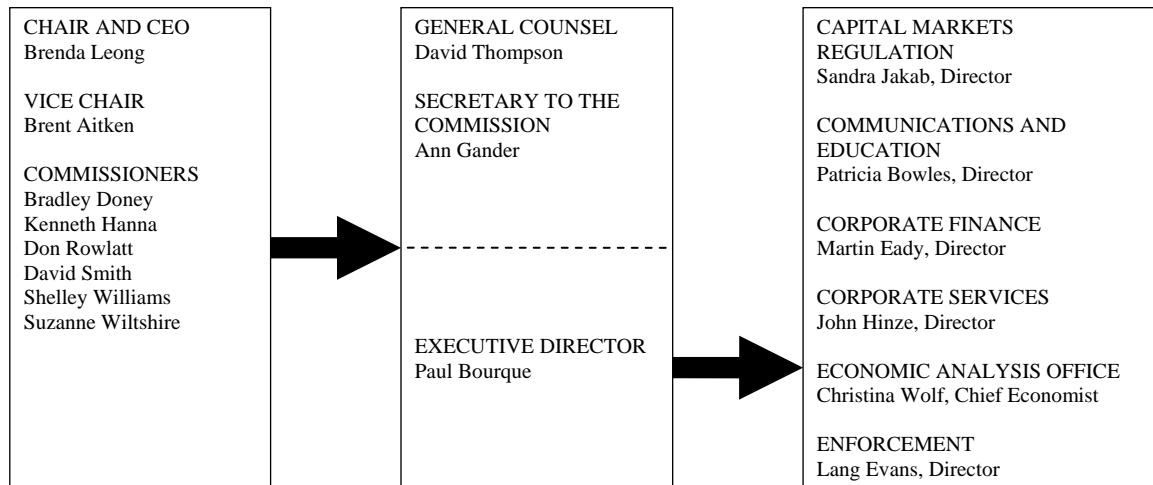 CHAIR AND CEO
Brenda Leong
VICE CHAIR
Brent Aitken
COMMISSIONERS
Bradley Doney
Kenneth Hanna
Don Rowlatt
David Smith
Shelley Williams
Suzanne Wiltshire
GENERAL COUNSEL
David Thompson
SECRETARY TO THE
COMMISSION
Ann Gander
EXECUTIVE DIRECTOR
Paul Bourque
CAPITAL MARKETS
REGULATION
Sandra Jakab, Director
COMMUNICATIONS AND
EDUCATION
Patricia Bowles, Director
CORPORATE FINANCE
Martin Eady, Director
CORPORATE SERVICES
John Hinze, Director
ECONOMIC ANALYSIS OFFICE
Christina Wolf, Chief Economist
ENFORCEMENT
Lang Evans, Director